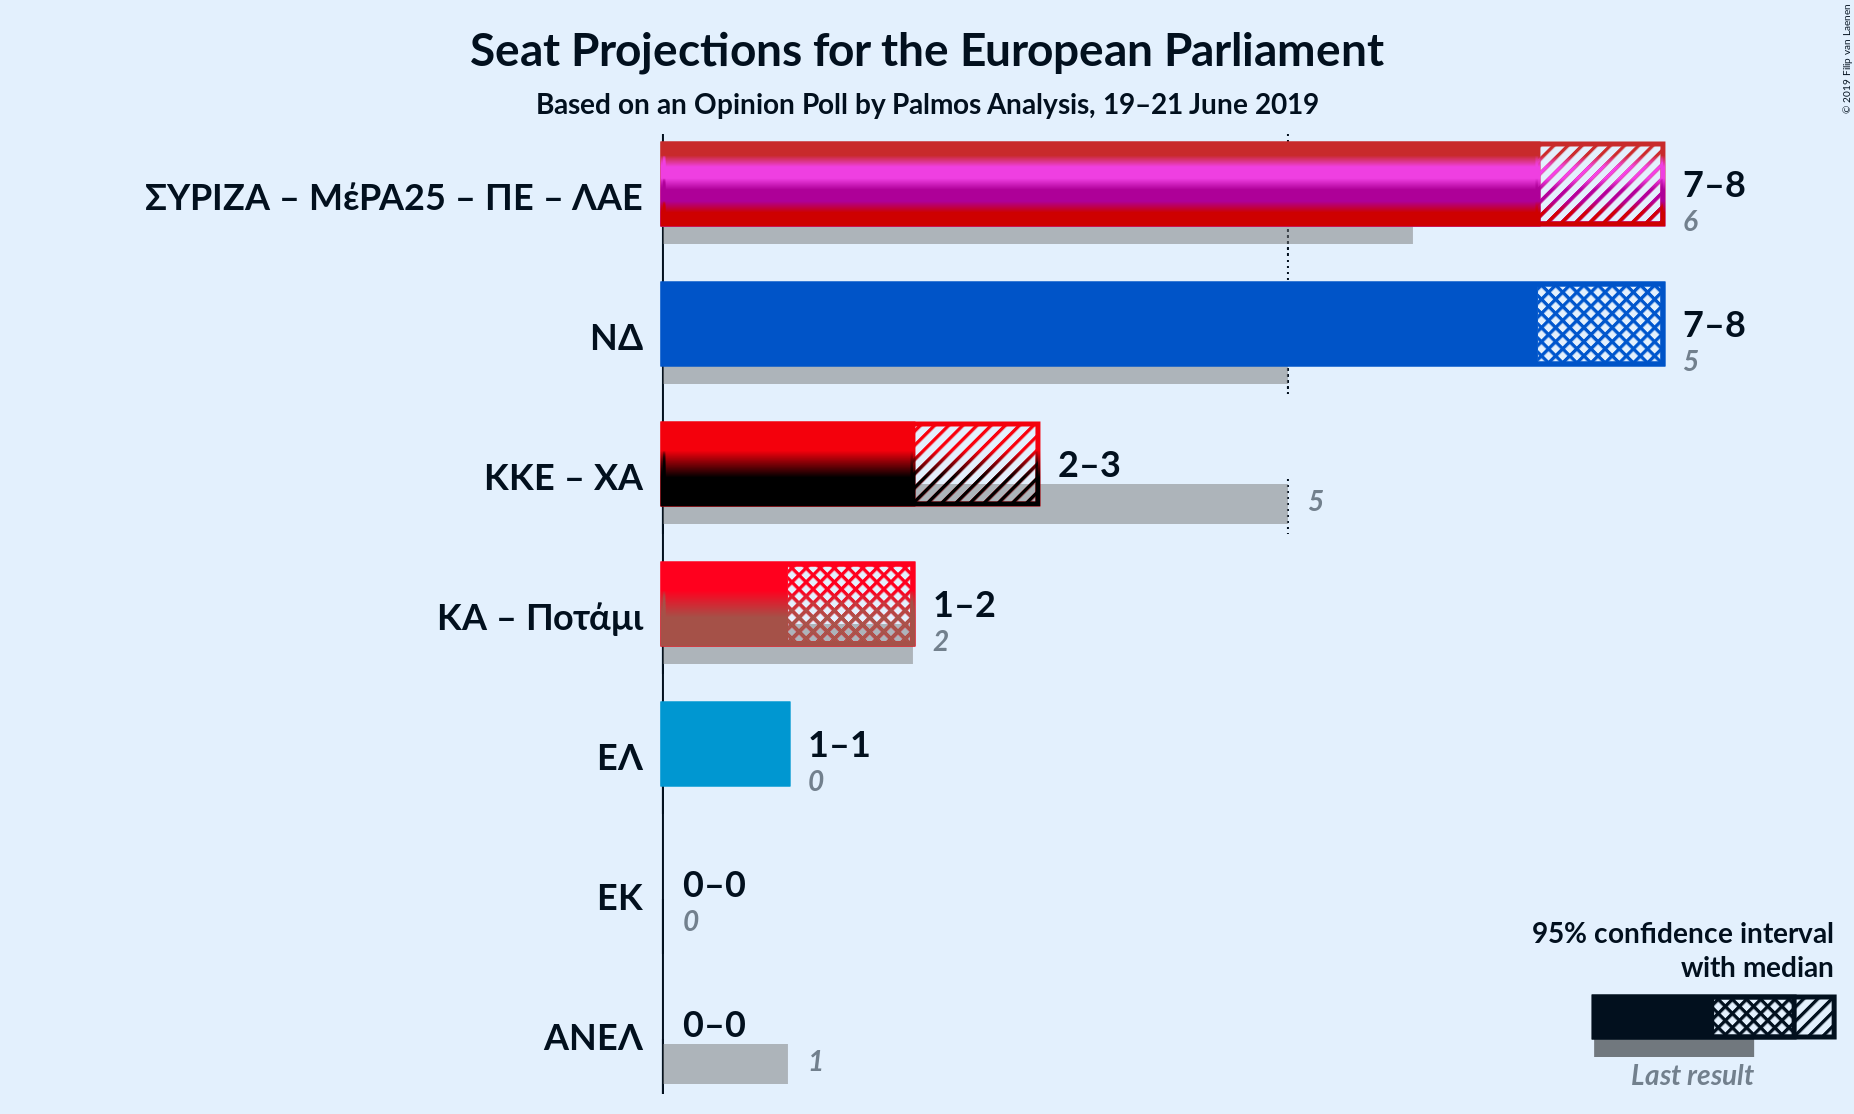 Seat Projections for the European Parliament
Based on an Opinion Poll by Palmos Analysis, 19–21 June 2019
© 2019 Filip van Laenen
ΣΥΡΙΖΑ – ΜέΡΑ25 – ΠΕ – ΛΑΕ
7–8
6
ΝΔ
7–8
5
ΚΚΕ – ΧΑ
2–3
5
ΚΑ – Ποτάμι
1–2
2
ΕΛ
1–1
0
ΕΚ
0–0
0
ΑΝΕΛ
0–0
1
95% confidence interval
with median
Last result